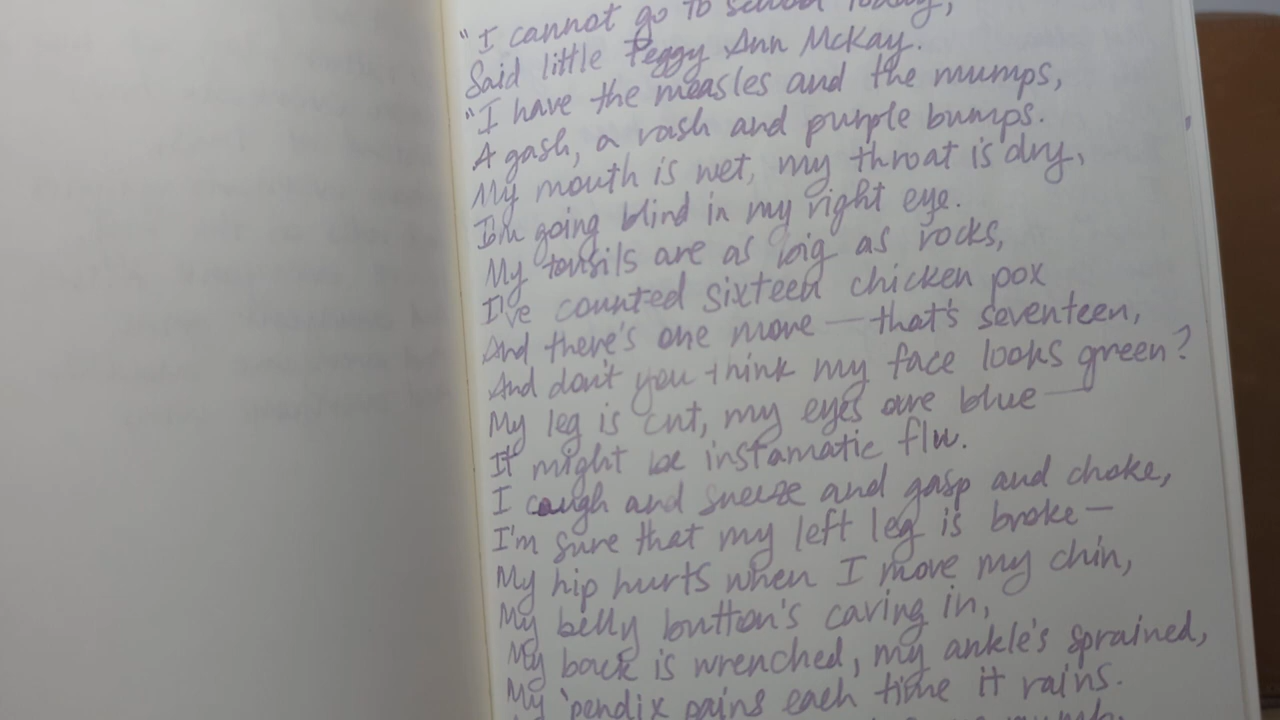 "I cannot go to school today,
Said little Peggy Ann McKay.
"I have the measles and the mumps,
A gash, a rash and purple bumps.
My mouth is wet, my throat is dry,
I'm going blind in my right eye.
My tonsils are as big as rocks,
I've counted sixteen chicken pox
And there's one more — that's seventeen,
And don't you think my face looks green?
My leg is cut, my eyes are blue —
It might be instamatic flu.
I cough and sneeze and gasp and choke,
I'm sure that my left leg is broke —
My hip hurts when I move my chin,
My belly button's caving in,
My back is wrenched, my ankle's sprained,
My 'pendix pains each time it rains.